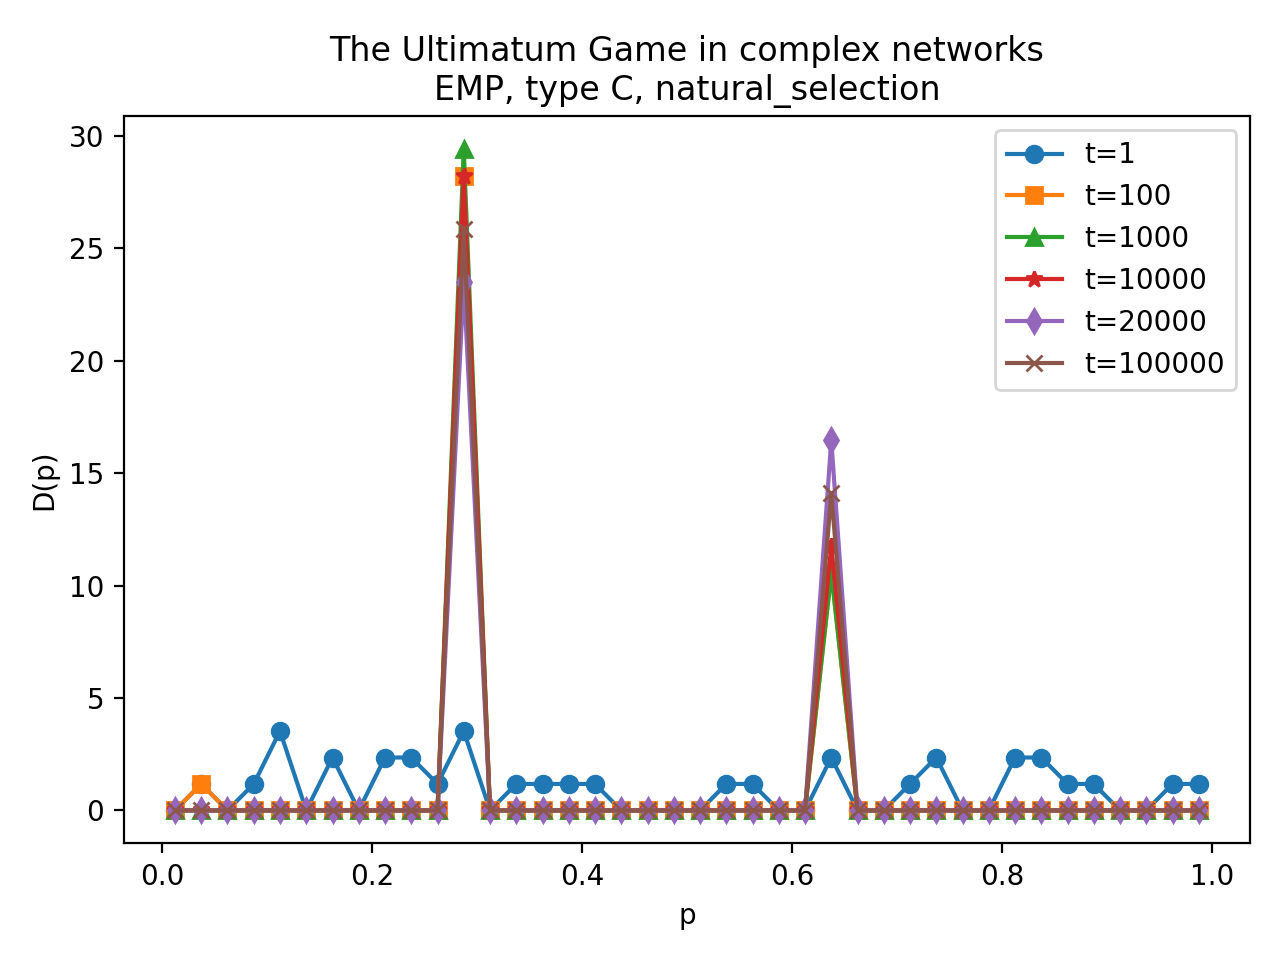 The Ultimatum Game in complex networks
EMP, type C, natural_selection
30
25
20
15
10
5
0
D(p)
t=1
t=100
t=1000
t=10000
t=20000
t=100000
0.0 0.2 0.4 0.6 0.8 1.0
p